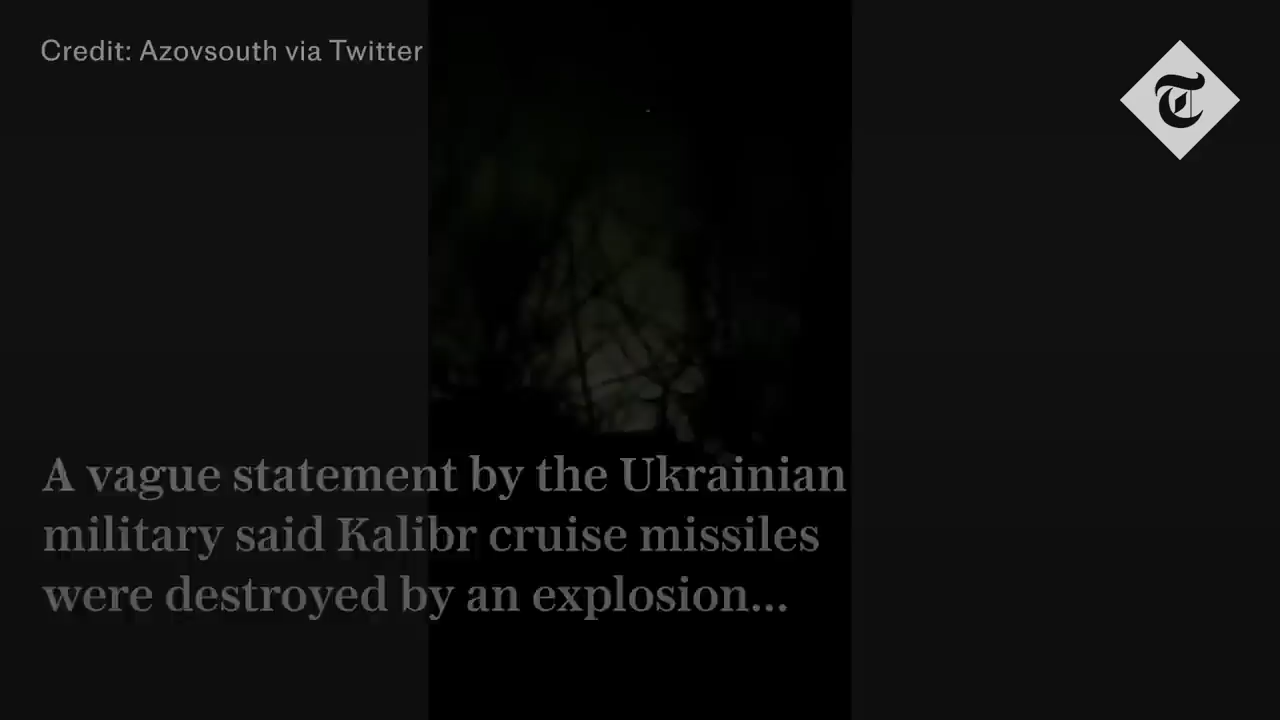 Credit: Azovsouth via Twitter
T
A vague statement by the Ukrainian
military said Kalibr cruise missiles
were destroyed by an explosion...